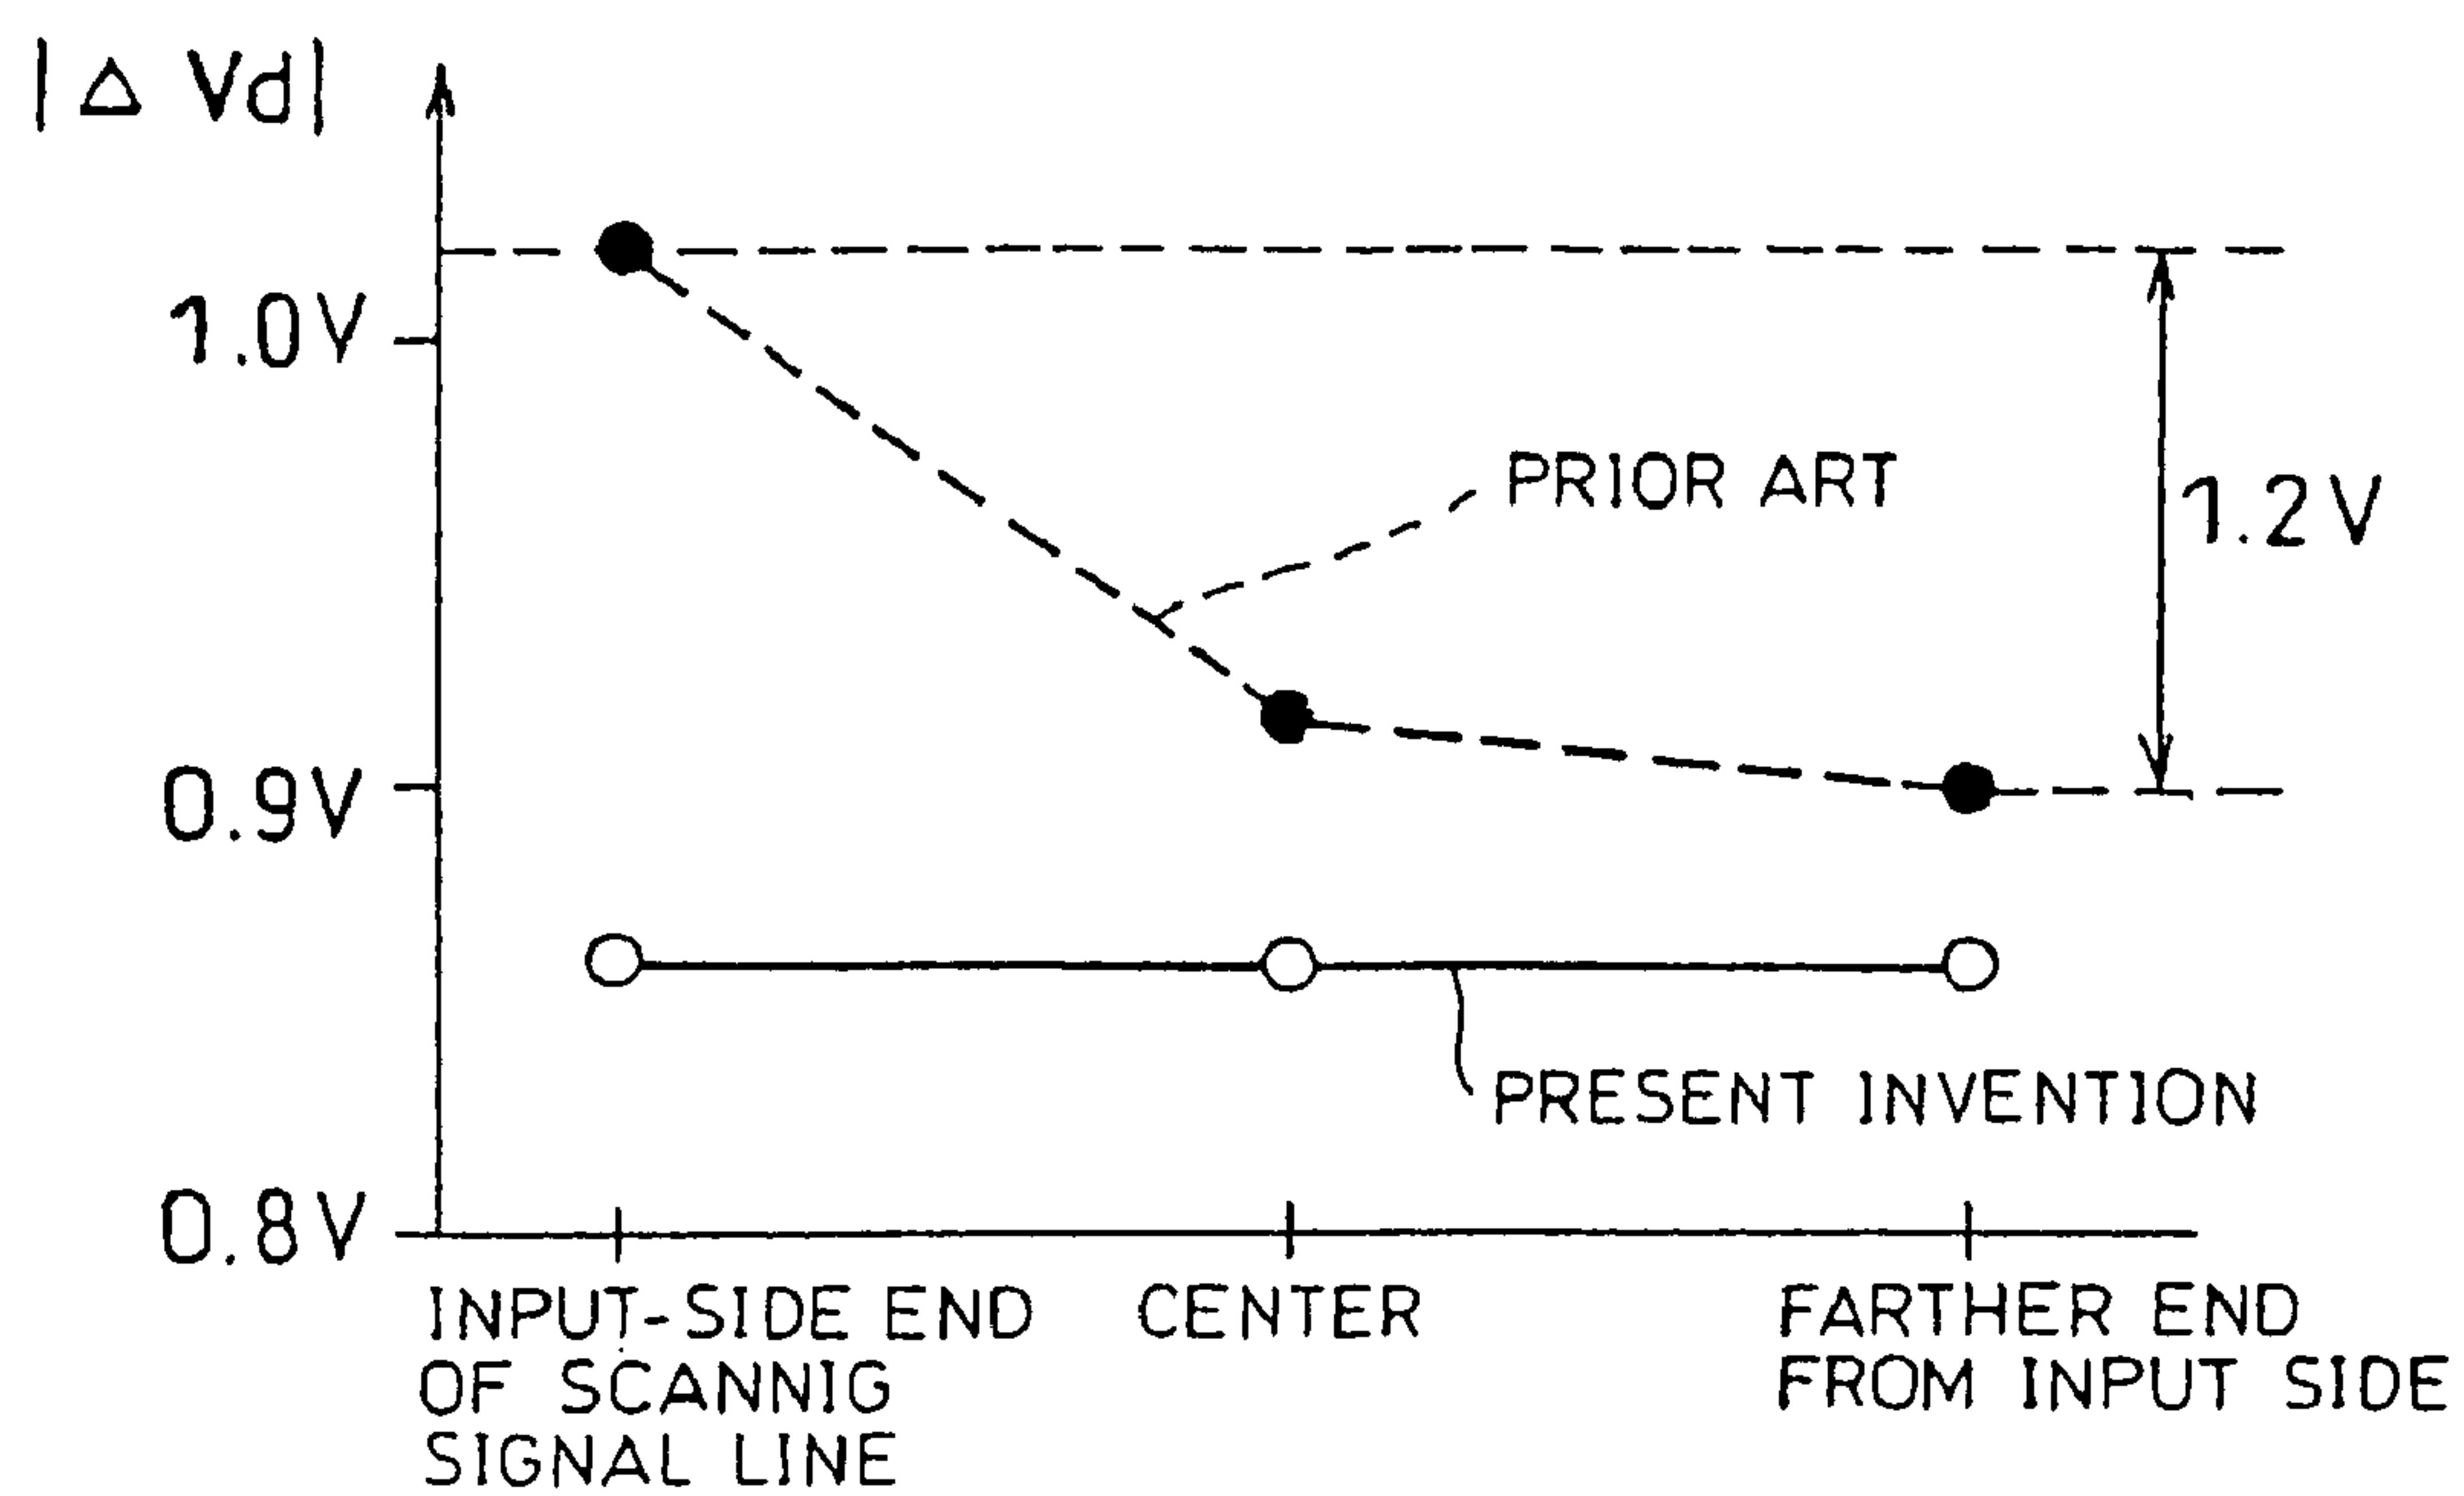 |△ Vd|
1.0V
PRIOR ART
1.2V
0.9V
PRESENT INVENTION
0.8V
INPUT-SIDE END
OF SCANNIG
SIGNAL LINE
CENTER
FARTHER END
FROM INPUT SIDE